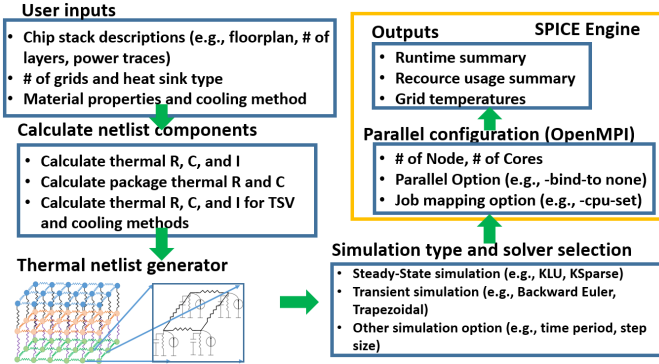 User inputs
• Chip stack descriptions (e.g., floorplan, # of
layers, power traces)
• # of grids and heat sink type
• Material properties and cooling method
Calculate netlist components
• Calculate thermal R, C, and I
• Calculate package thermal R and C
• Calculate thermal R, C, and I for TSV
and cooling methods
Thermal netlist generator
Simulation type and solver selection
• Steady-State simulation (e.g., KLU, KSparse)
• Transient simulation (e.g., Backward Euler,
Trapezoidal)
• Other simulation option (e.g., time period, step
size)
Parallel configuration (OpenMPI)
• # of Node, # of Cores
• Parallel Option (e.g., -bind-to none)
• Job mapping option (e.g., -cpu-set)
SPICE Engine
Outputs
• Runtime summary
• Recource usage summary
• Grid temperatures